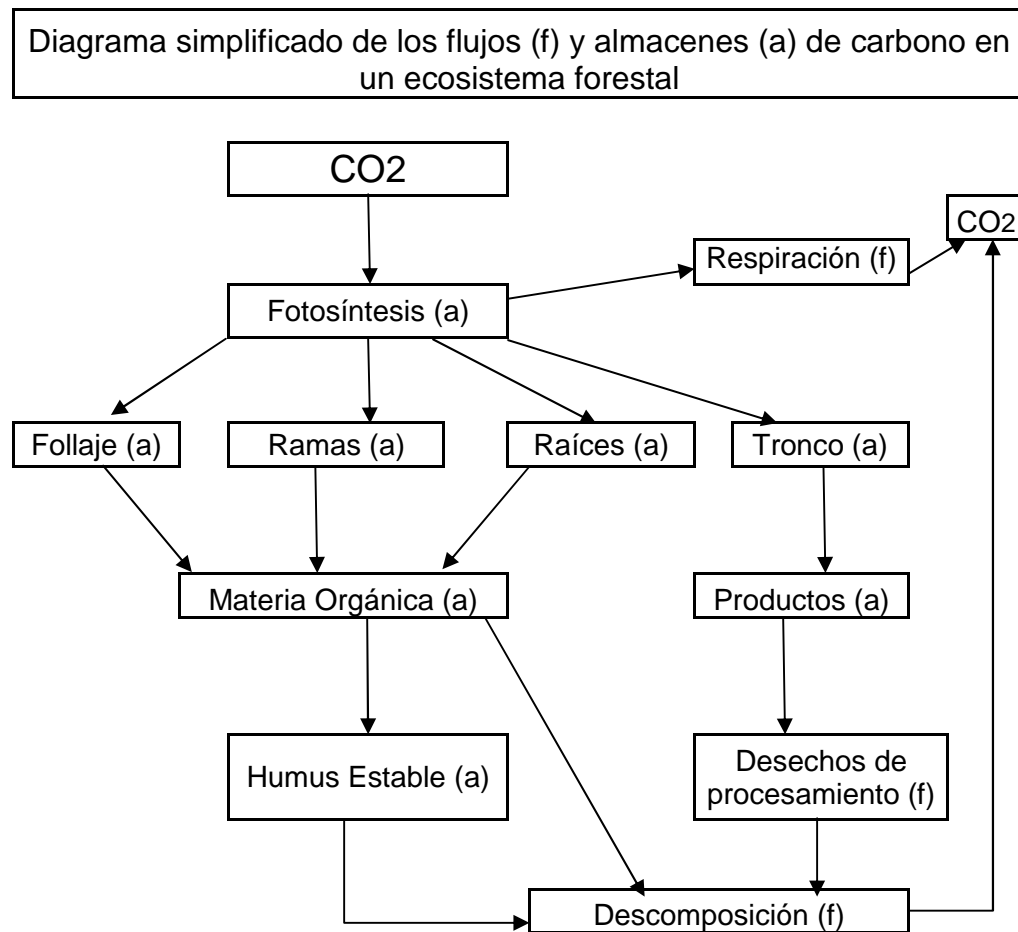 Diagrama simplificado de los flujos (f) y almacenes (a) de carbono en
un ecosistema forestal
CO2
CO2
Respiración (f)
Fotosíntesis (a)
Follaje (a)
Ramas (a)
Raíces (a)
Tronco (a)
Materia Orgánica (a)
Productos (a)
Humus Estable (a)
Desechos de
procesamiento (f)
Descomposición (f)